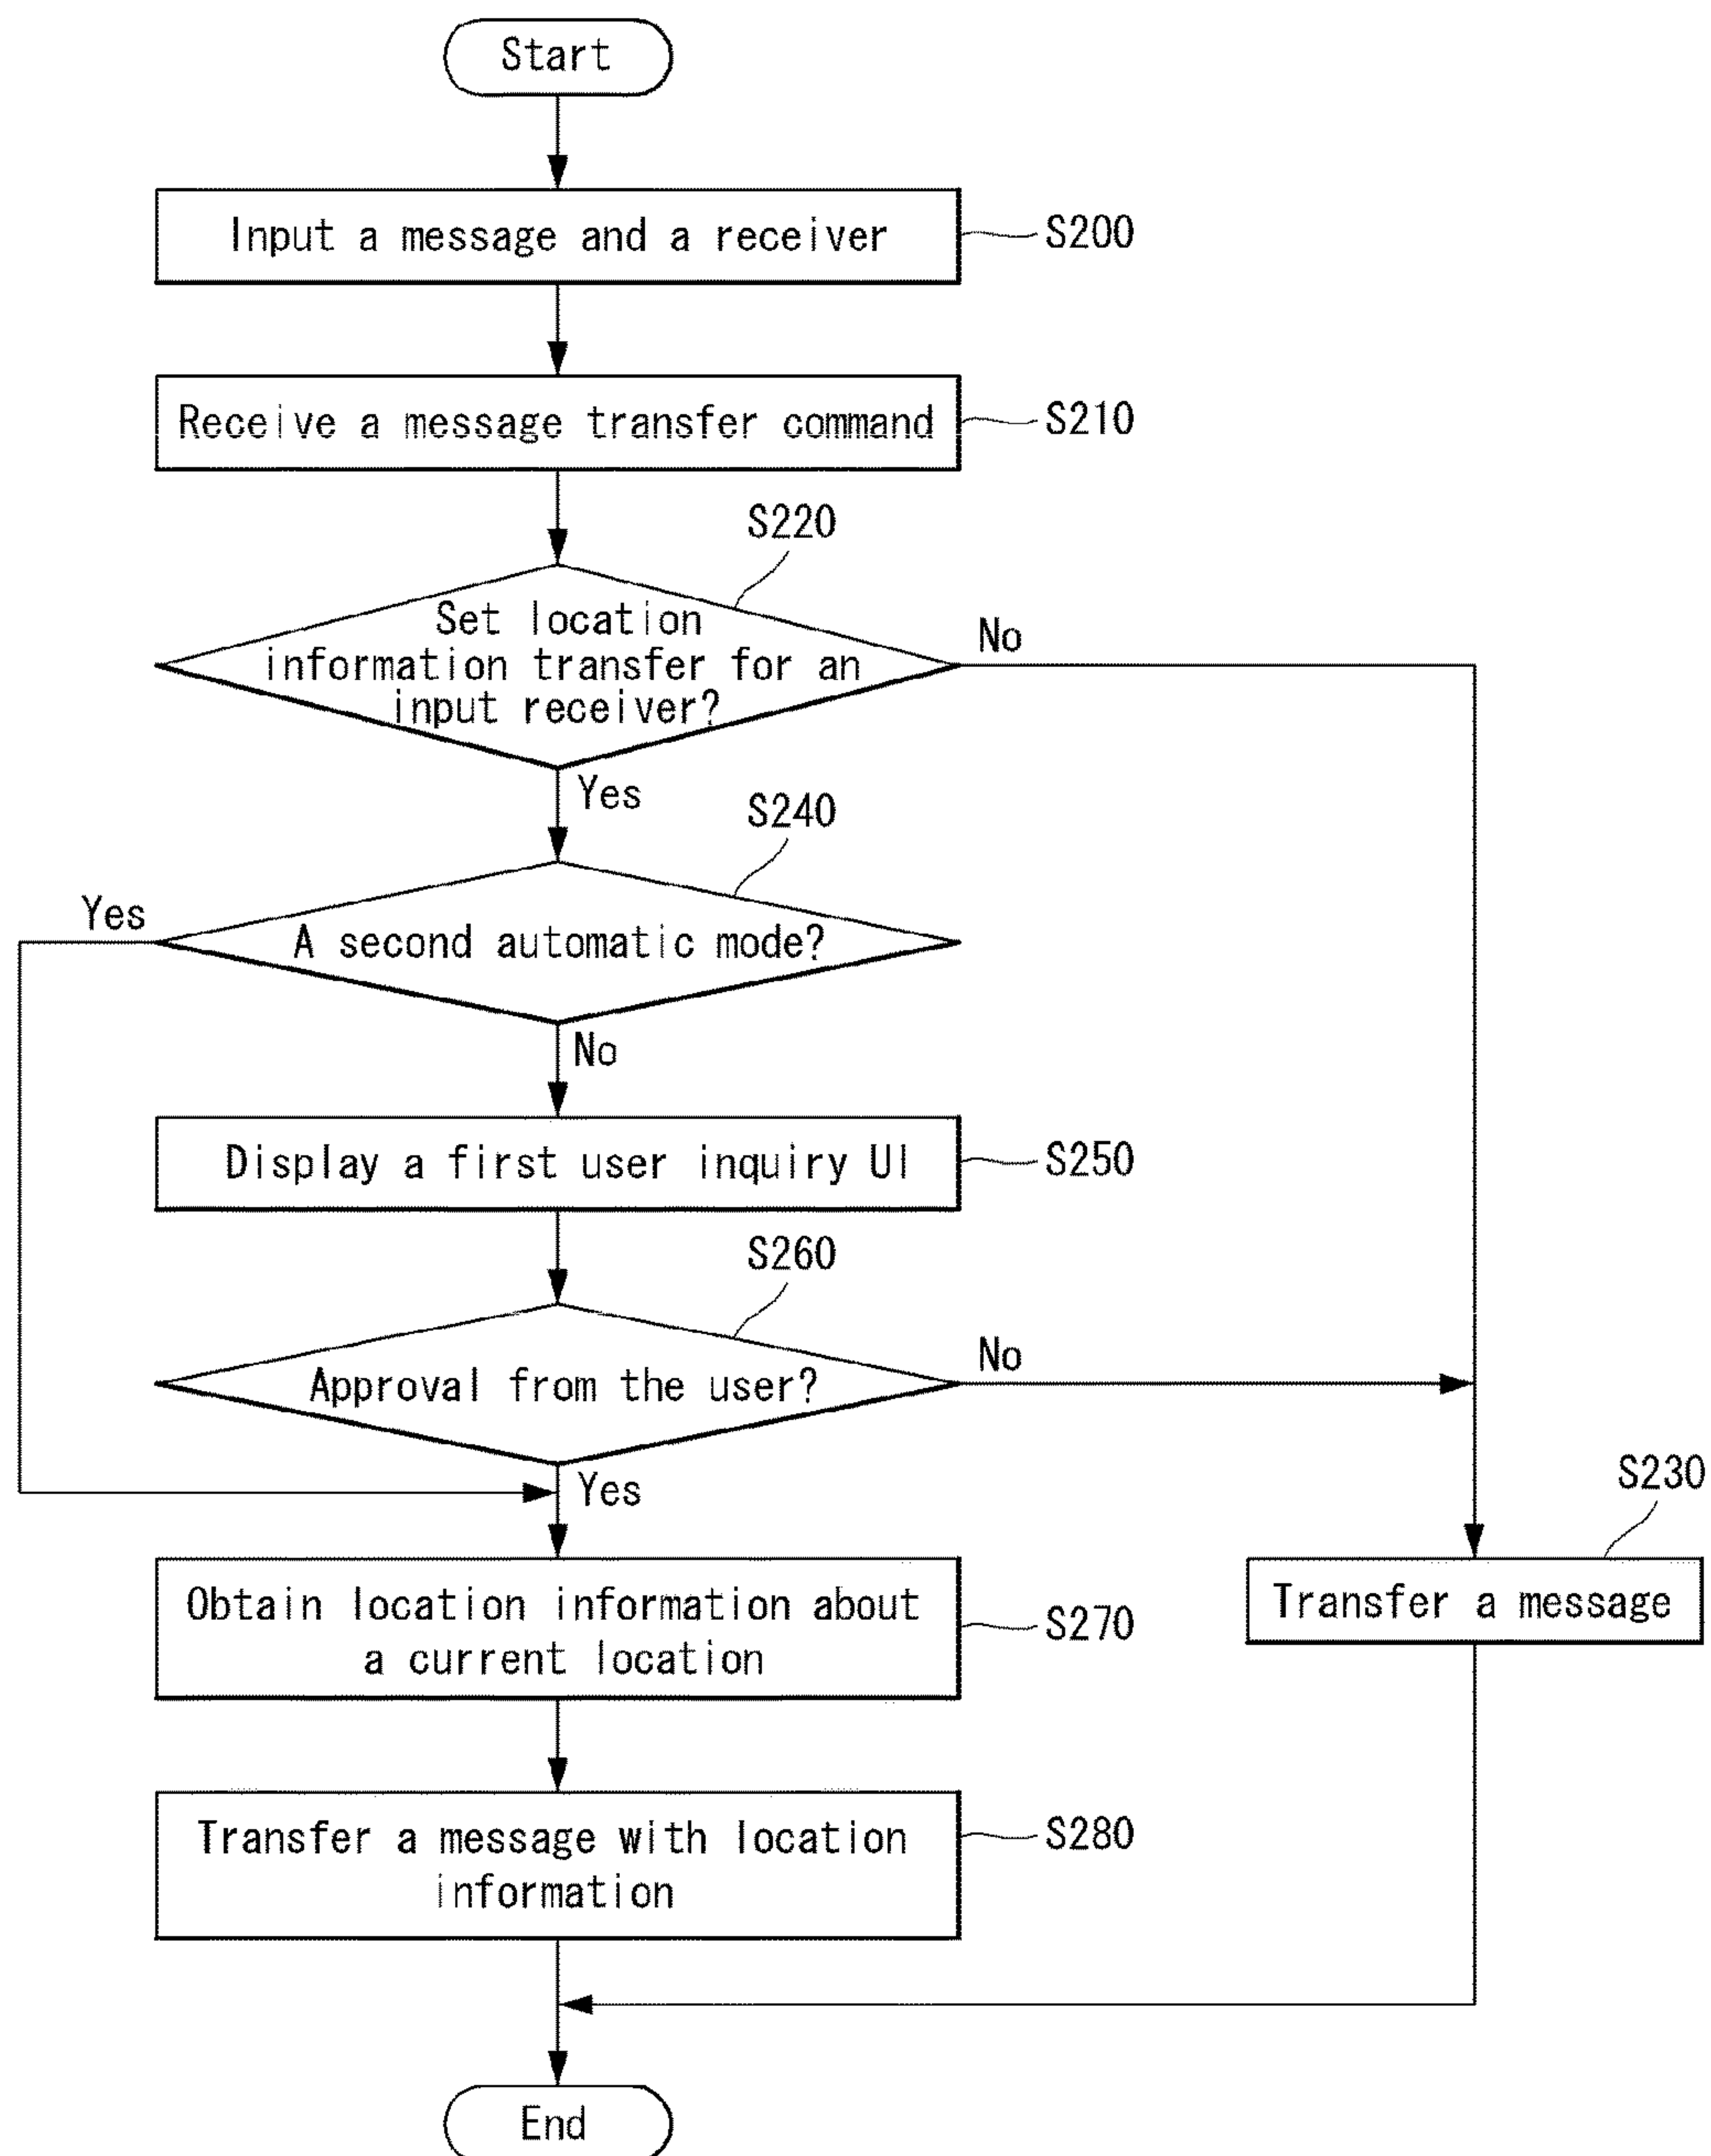 Start
Input a message and a receiver
S200
Receive a message transfer command
S210
S220
Set location
information transfer for an
input receiver?
No
Yes
S240
Yes
A second automatic mode?
No
Display a first user inquiry UI
S250
S260
Approval from the user?
No
Yes
S230
Obtain location information about
a current location
S270
Transfer a message
Transfer a message with location
information
S280
End